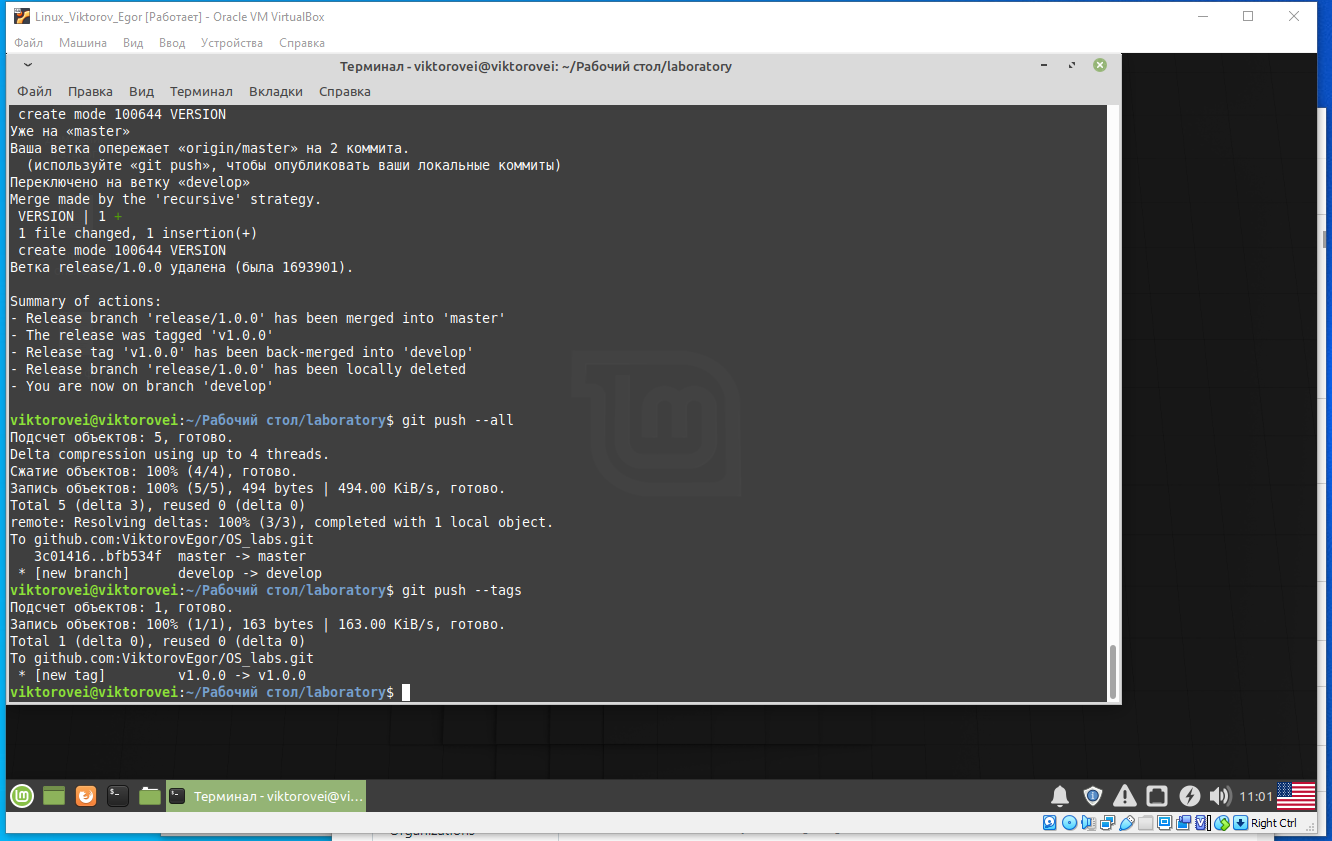 Linux_Viktorov_Egor [Работает] - Oracle VM VirtualBox
Файл Машина Вид Ввод Устройства Справка
Терминал - viktorovei@viktorovei: ~/Рабочий стол/laboratory
Файл Правка Вид Терминал Вкладки Справка
create mode 100644 VERSION
Уже на «master»
Ваша ветка опережает «origin/master» на 2 коммита.
(используйте «git push», чтобы опубликовать ваши локальные коммиты)
Переключено на ветку «develop»
Merge made by the 'recursive' strategy.
VERSION | 1 +
1 file changed, 1 insertion(+)
create mode 100644 VERSION
Ветка release/1.0.0 удалена (была 1693901).
Summary of actions:
- Release branch 'release/1.0.0' has been merged into 'master'
- The release was tagged 'v1.0.0'
- Release tag 'v1.0.0' has been back-merged into 'develop'
- Release branch 'release/1.0.0' has been locally deleted
- You are now on branch 'develop'
viktorovei@viktorovei:~/Рабочий стол/laboratory$ git push --all
Подсчет объектов: 5, готово.
Delta compression using up to 4 threads.
Сжатие объектов: 100% (4/4), готово.
Запись объектов: 100% (5/5), 494 bytes | 494.00 KiB/s, готово.
Total 5 (delta 3), reused 0 (delta 0)
remote: Resolving deltas: 100% (3/3), completed with 1 local object.
To github.com:ViktorovEgor/OS_labs.git
3c01416..bfb534f  master -> master
* [new branch]      develop -> develop
viktorovei@viktorovei:~/Рабочий стол/laboratory$ git push --tags
Подсчет объектов: 1, готово.
Запись объектов: 100% (1/1), 163 bytes | 163.00 KiB/s, готово.
Total 1 (delta 0), reused 0 (delta 0)
To github.com:ViktorovEgor/OS_labs.git
* [new tag]         v1.0.0 -> v1.0.0
viktorovei@viktorovei:~/Рабочий стол/laboratory$
Терминал - viktorovei@vi...
11:01
Right Ctrl